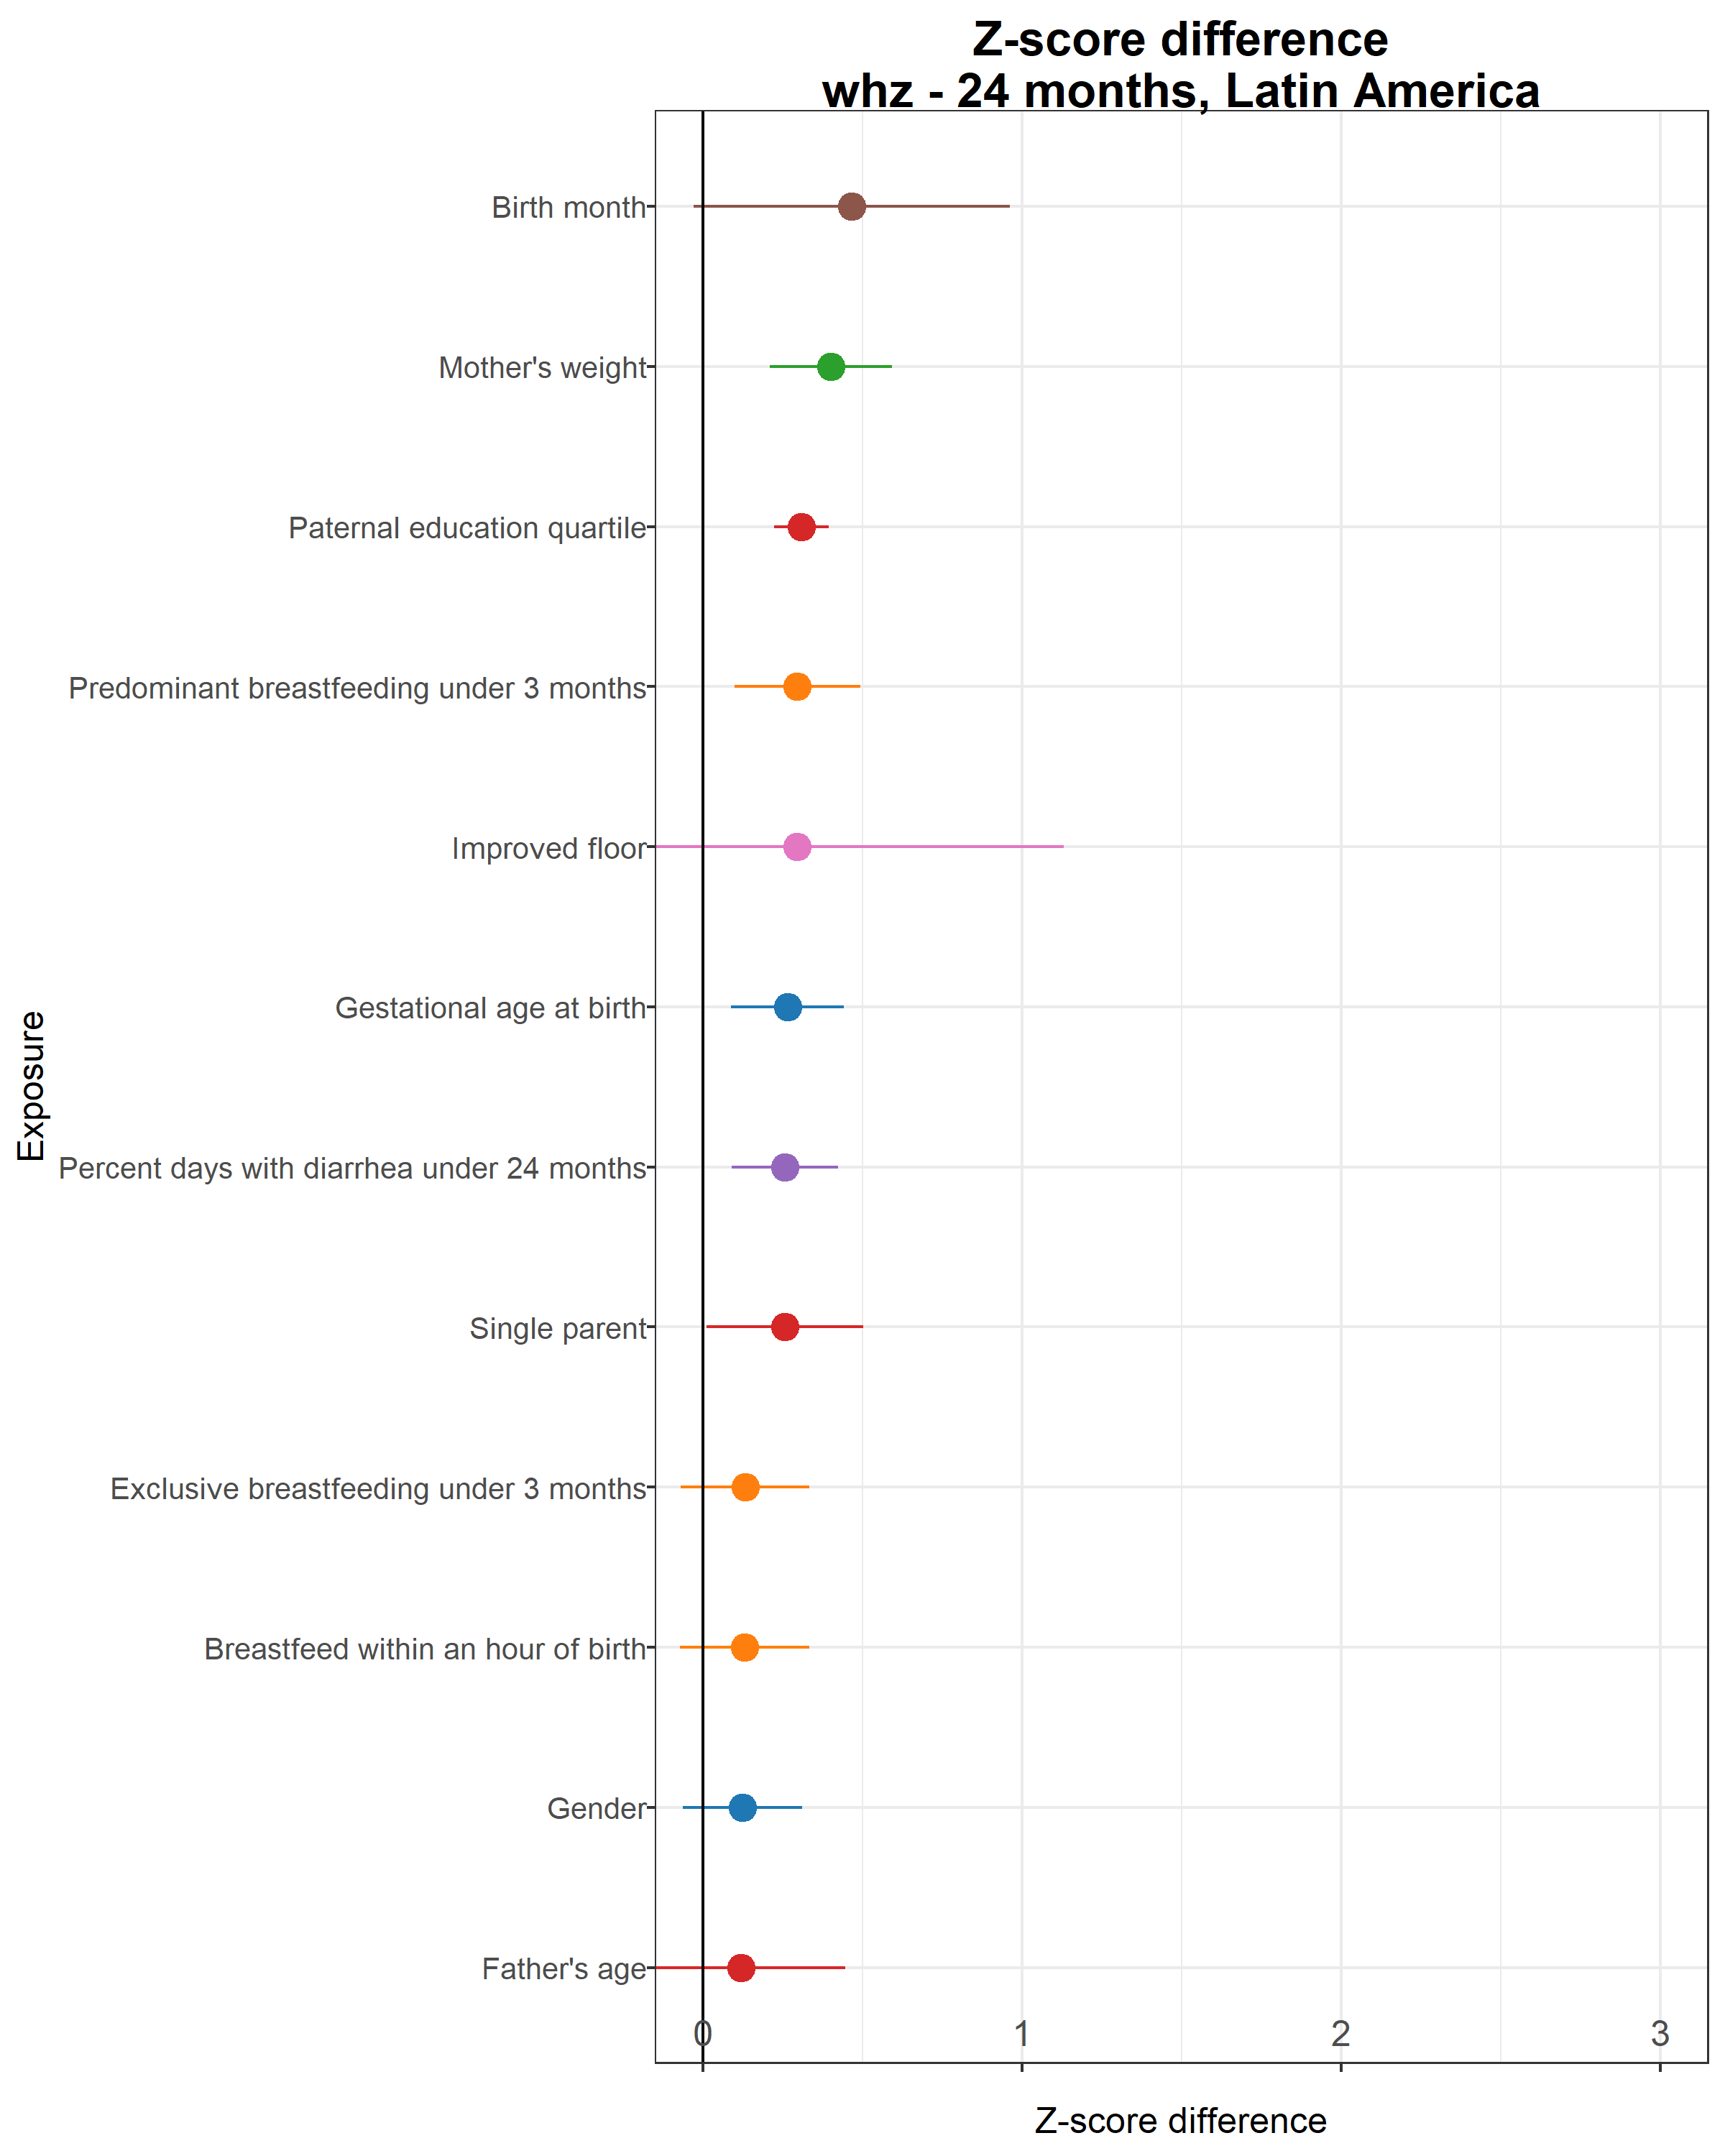 Z-score difference
whz - 24 months, Latin America
Birth month
Mother's weight
Paternal education quartile
Predominant breastfeeding under 3 months
Improved floor
Gestational age at birth
Percent days with diarrhea under 24 months
Single parent
Exclusive breastfeeding under 3 months
Breastfeed within an hour of birth
Gender
Father's age
Exposure
0 1 2 3
Z-score difference